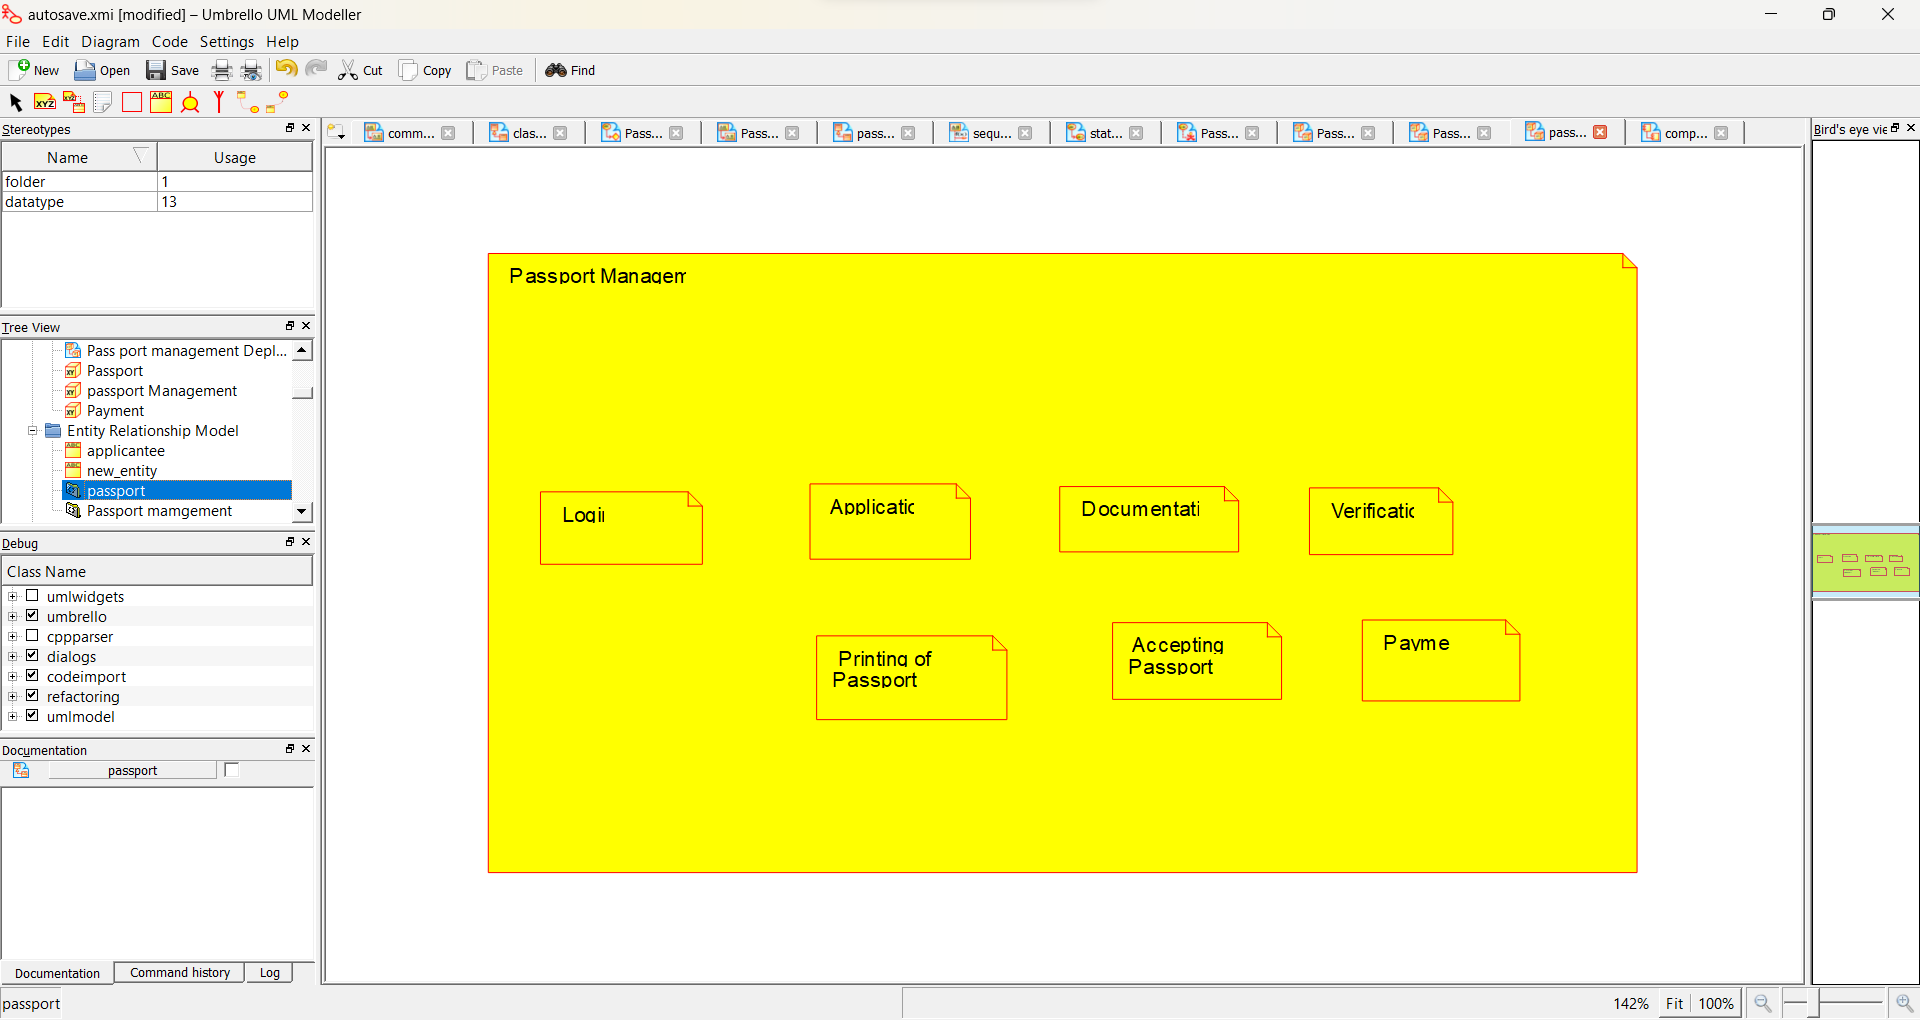 autosave.xmi [modified] – Umbrello UML Modeller
File Edit Diagram Code Settings Help
New Open Save Cut Copy Paste Find
XYZ XYZ ABC
Stereotypes
Name Usage
folder 1
datatype 13
Tree View
Pass port management Depl...
Passport
passport Management
Payment
Entity Relationship Model
applicantee
new_entity
passport
Passport mamgement
Debug
Class Name
umlwidgets
umbrello
cppparser
dialogs
codeimport
refactoring
umlmodel
Documentation
passport
Documentation Command history Log
passport
comm... clas... Pass... Pass... pass... sequ... stat... Pass... Pass... Pass... pass... comp...
Passport Managem
Login
Applicatic
Documentati
Verificatic
Printing of
Passport
Accepting
Passport
Payme
Bird's eye vie
142% Fit 100%